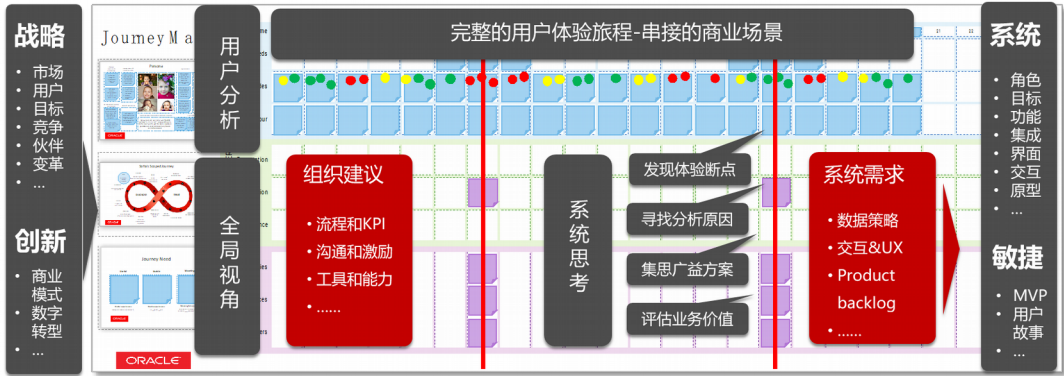 战略
• 市场
• 用户
• 目标
• 竞争
• 伙伴
• 变革
• ...
创新
• 商业
模式
• 数字
转型
• ...
Journey Ma
ORACLE
ORACLE
Journey Need
ORACLE
ORACLE
用户分析
全局视角
完整的用户体验旅程-串接的商业场景
组织建议
• 流程和KPI
• 沟通和激励
• 工具和能力
• ......
系统思考
发现体验断点
寻找分析原因
集思广益方案
评估业务价值
系统需求
• 数据策略
• 交互&UX
• Product
backlog
• ......
系统
• 角色
• 目标
• 功能
• 集成
• 界面
• 交互
• 原型
• ...
敏捷
• MVP
• 用户
故事
• ...